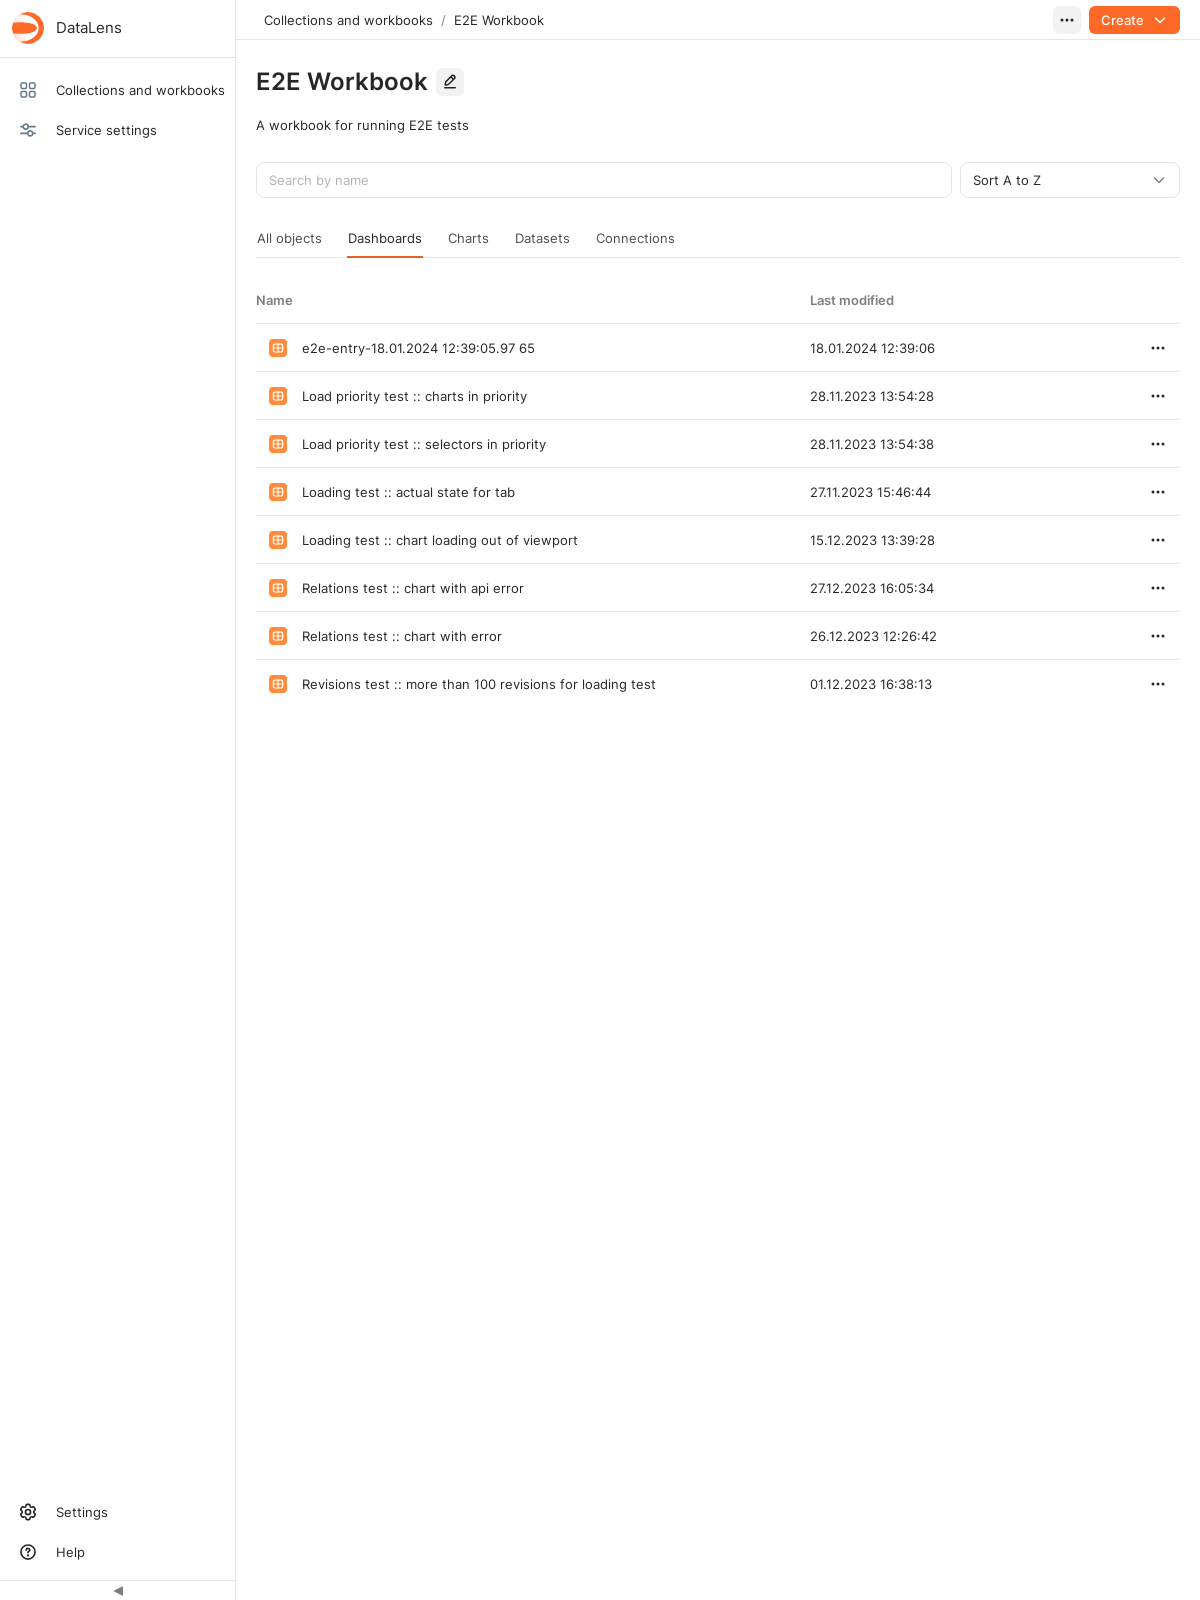 DataLens
Collections and workbooks / E2E Workbook
Create
Collections and workbooks
Service settings
E2E Workbook
A workbook for running E2E tests
Search by name
Sort A to Z
All objects Dashboards Charts Datasets Connections
Name Last modified
e2e-entry-18.01.2024 12:39:05.97 65 18.01.2024 12:39:06
Load priority test :: charts in priority 28.11.2023 13:54:28
Load priority test :: selectors in priority 28.11.2023 13:54:38
Loading test :: actual state for tab 27.11.2023 15:46:44
Loading test :: chart loading out of viewport 15.12.2023 13:39:28
Relations test :: chart with api error 27.12.2023 16:05:34
Relations test :: chart with error 26.12.2023 12:26:42
Revisions test :: more than 100 revisions for loading test 01.12.2023 16:38:13
Settings
Help